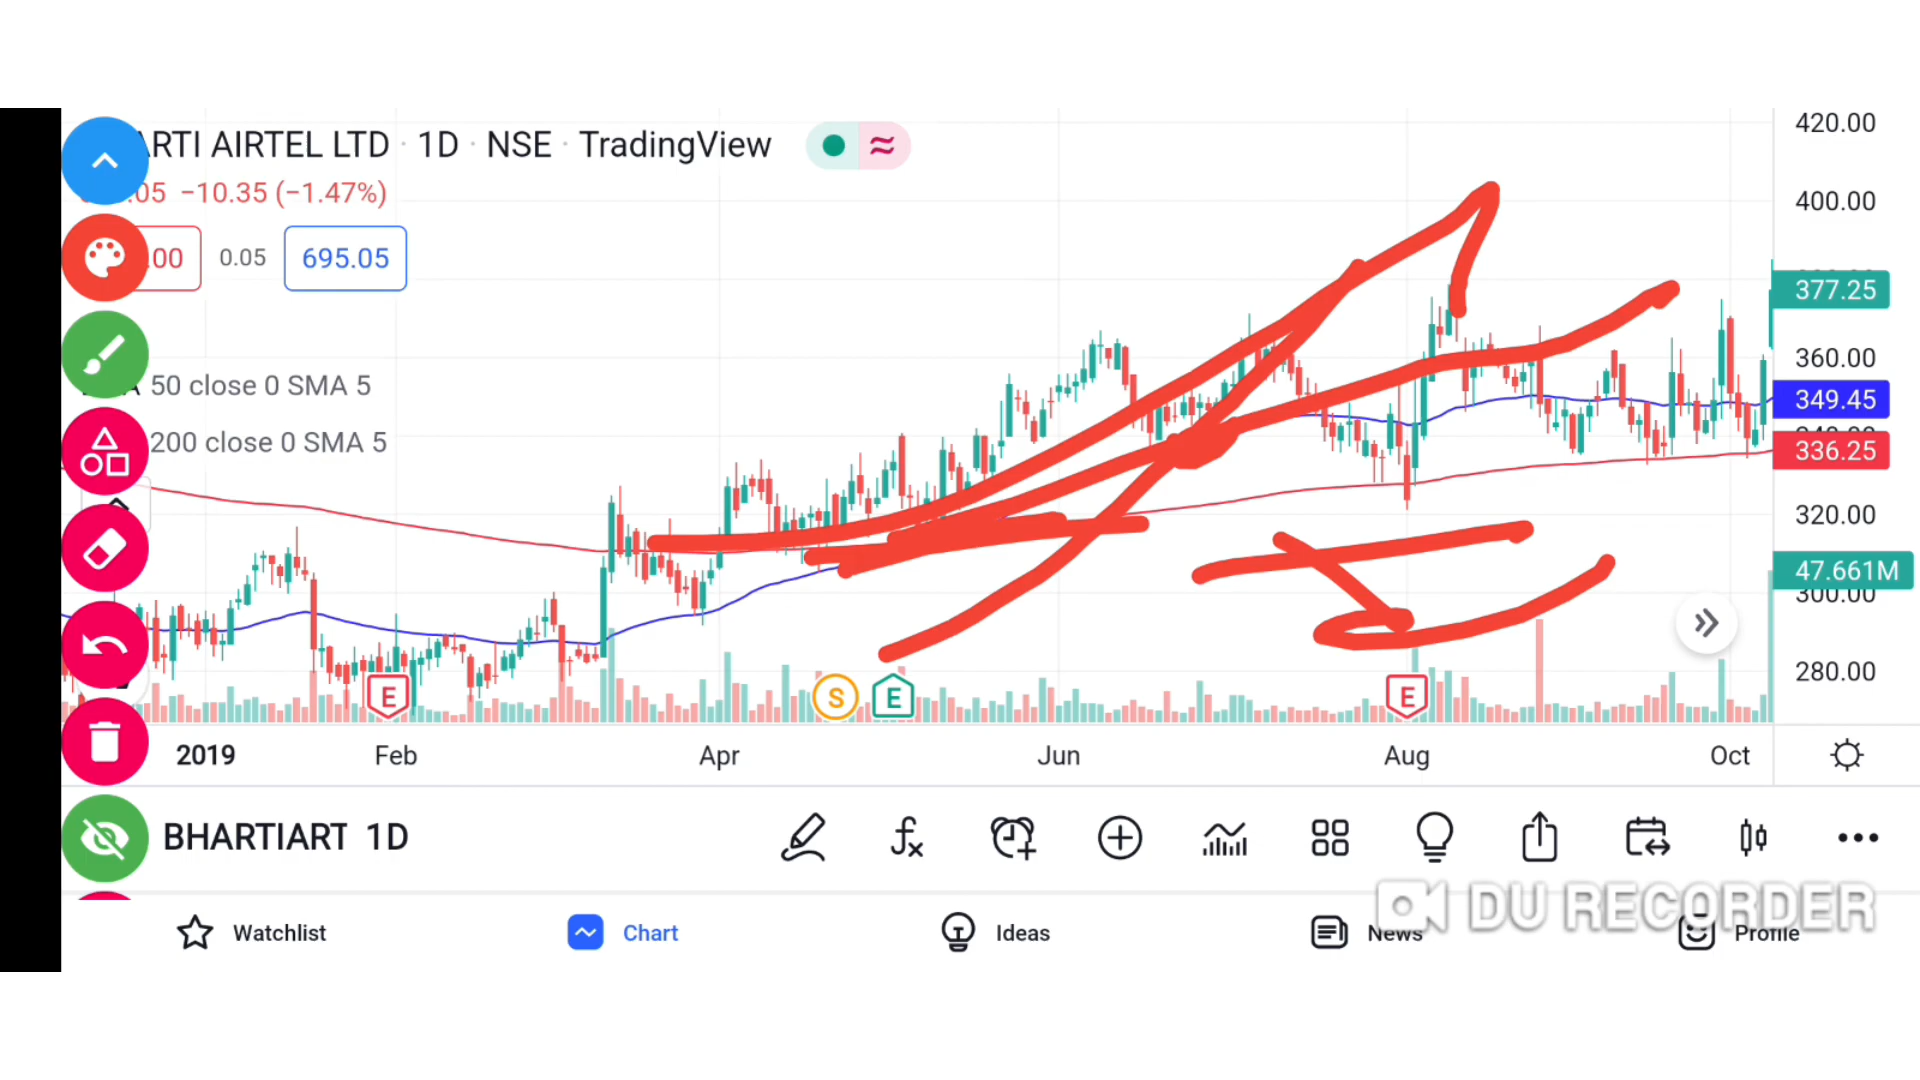 ARTI AIRTEL LTD · 1D · NSE · TradingView
.05 −10.35 (−1.47%)
.00 0.05 695.05
50 close 0 SMA 5
200 close 0 SMA 5
420.00
400.00
377.25
360.00
349.45
336.25
320.00
47.661M
300.00
280.00
E S E E
2019 Feb Apr Jun Aug Oct
BHARTIART 1D
DU RECORDER
Watchlist Chart Ideas News Profile